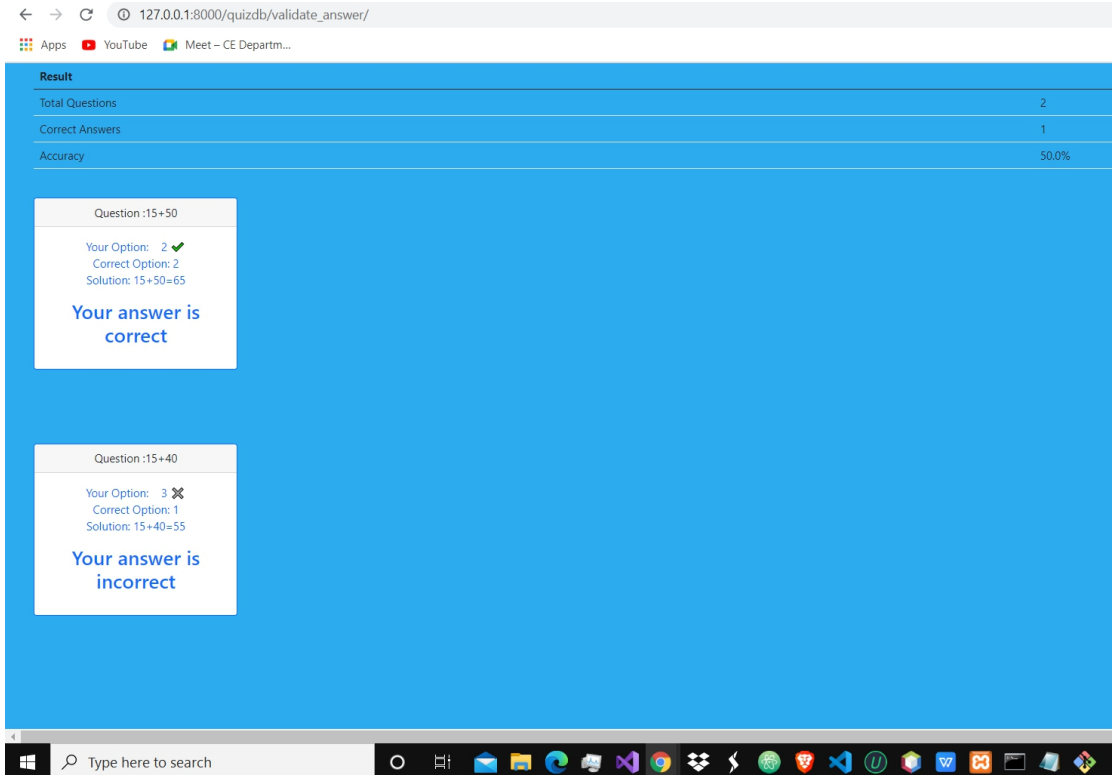 127.0.0.1:8000/quizdb/validate_answer/
Apps YouTube Meet – CE Departm...
Result
Total Questions 2
Correct Answers 1
Accuracy 50.0%
Question :15+50
Your Option: 2
Correct Option: 2
Solution: 15+50=65
Your answer is
correct
Question :15+40
Your Option: 3
Correct Option: 1
Solution: 15+40=55
Your answer is
incorrect
Type here to search